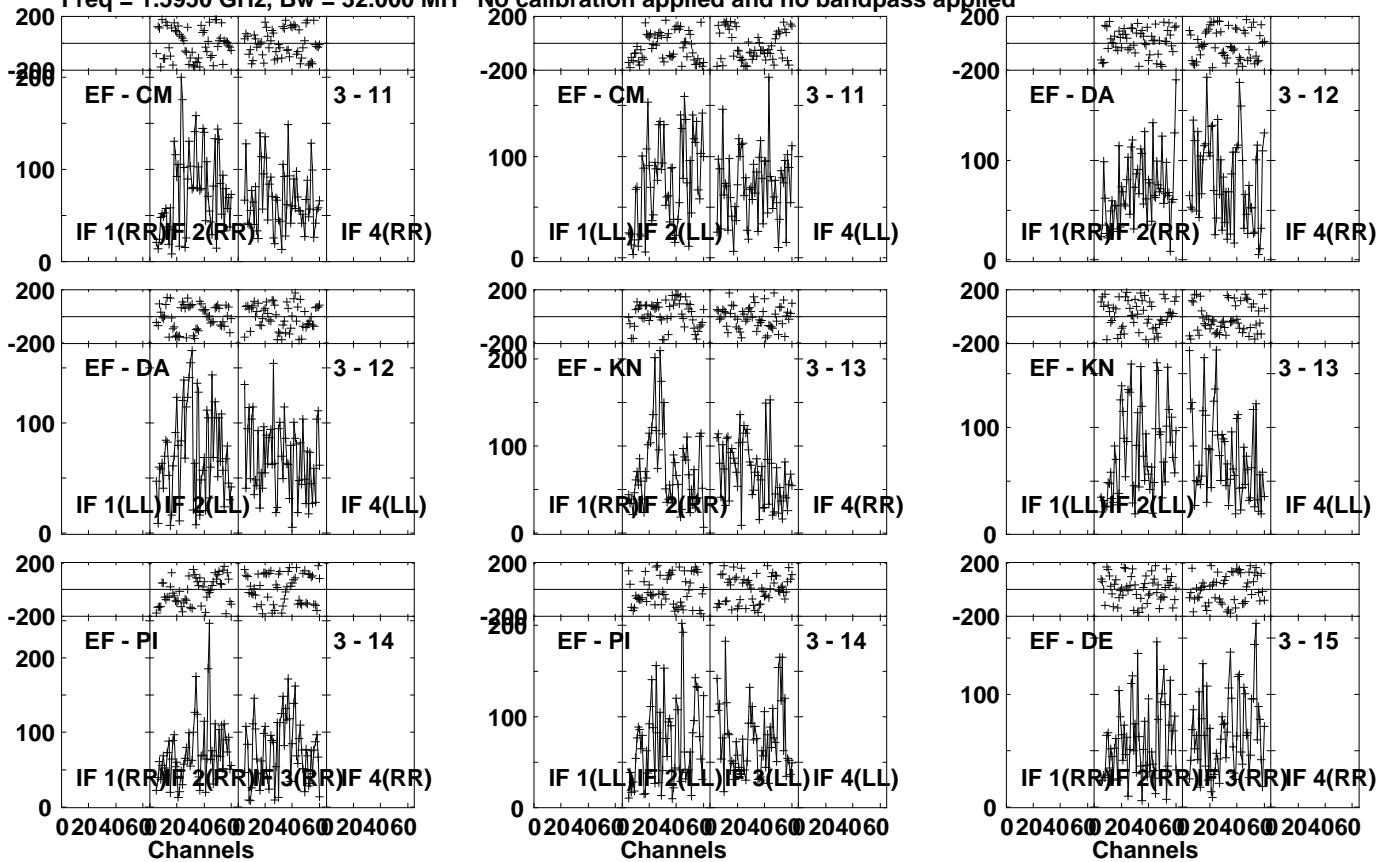 Freq = 1.5950 GHz, Bw = 32.000 MH No calibration applied and no bandpass applied
200 200 200
-200 -200 -200
200
EF - CM 3 - 11 EF - CM 3 - 11 EF - DA 3 - 12
100 100 100
IF 1(RR) IF 2(RR) IF 4(RR) IF 1(LL) IF 2(LL) IF 4(LL) IF 1(RR) IF 2(RR) IF 4(RR)
0 0 0
200 200 200
-200 -200 -200
200
EF - DA 3 - 12 EF - KN 3 - 13 EF - KN 3 - 13
100 100 100
IF 1(LL) IF 2(LL) IF 4(LL) IF 1(RR) IF 2(RR) IF 4(RR) IF 1(LL) IF 2(LL) IF 4(LL)
0 0 0
200 200 200
-200 -200 -200
200
EF - PI 3 - 14 EF - PI 3 - 14 EF - DE 3 - 15
200
100 100 100
IF 1(RR) IF 2(RR) IF 3(RR) IF 4(RR) IF 1(LL) IF 2(LL) IF 3(LL) IF 4(LL) IF 1(RR) IF 2(RR) IF 3(RR) IF 4(RR)
0 0 0
0 20 40 60 0 20 40 60 0 20 40 60 0 20 40 60 0 20 40 60 0 20 40 60 0 20 40 60 0 20 40 60 0 20 40 60 0 20 40 60 0 20 40 60 0 20 40 60
Channels Channels Channels